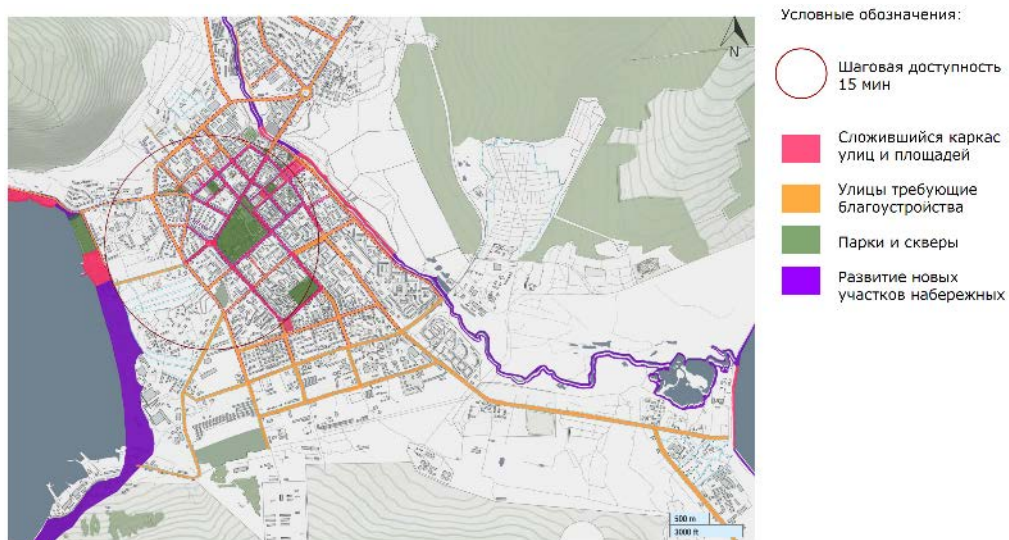 Условные обозначения:
N
Шаговая доступность
15 мин
Сложившийся каркас
улиц и площадей
Улицы требующие
благоустройства
Парки и скверы
Развитие новых
участков набережных
500 m
3000 ft